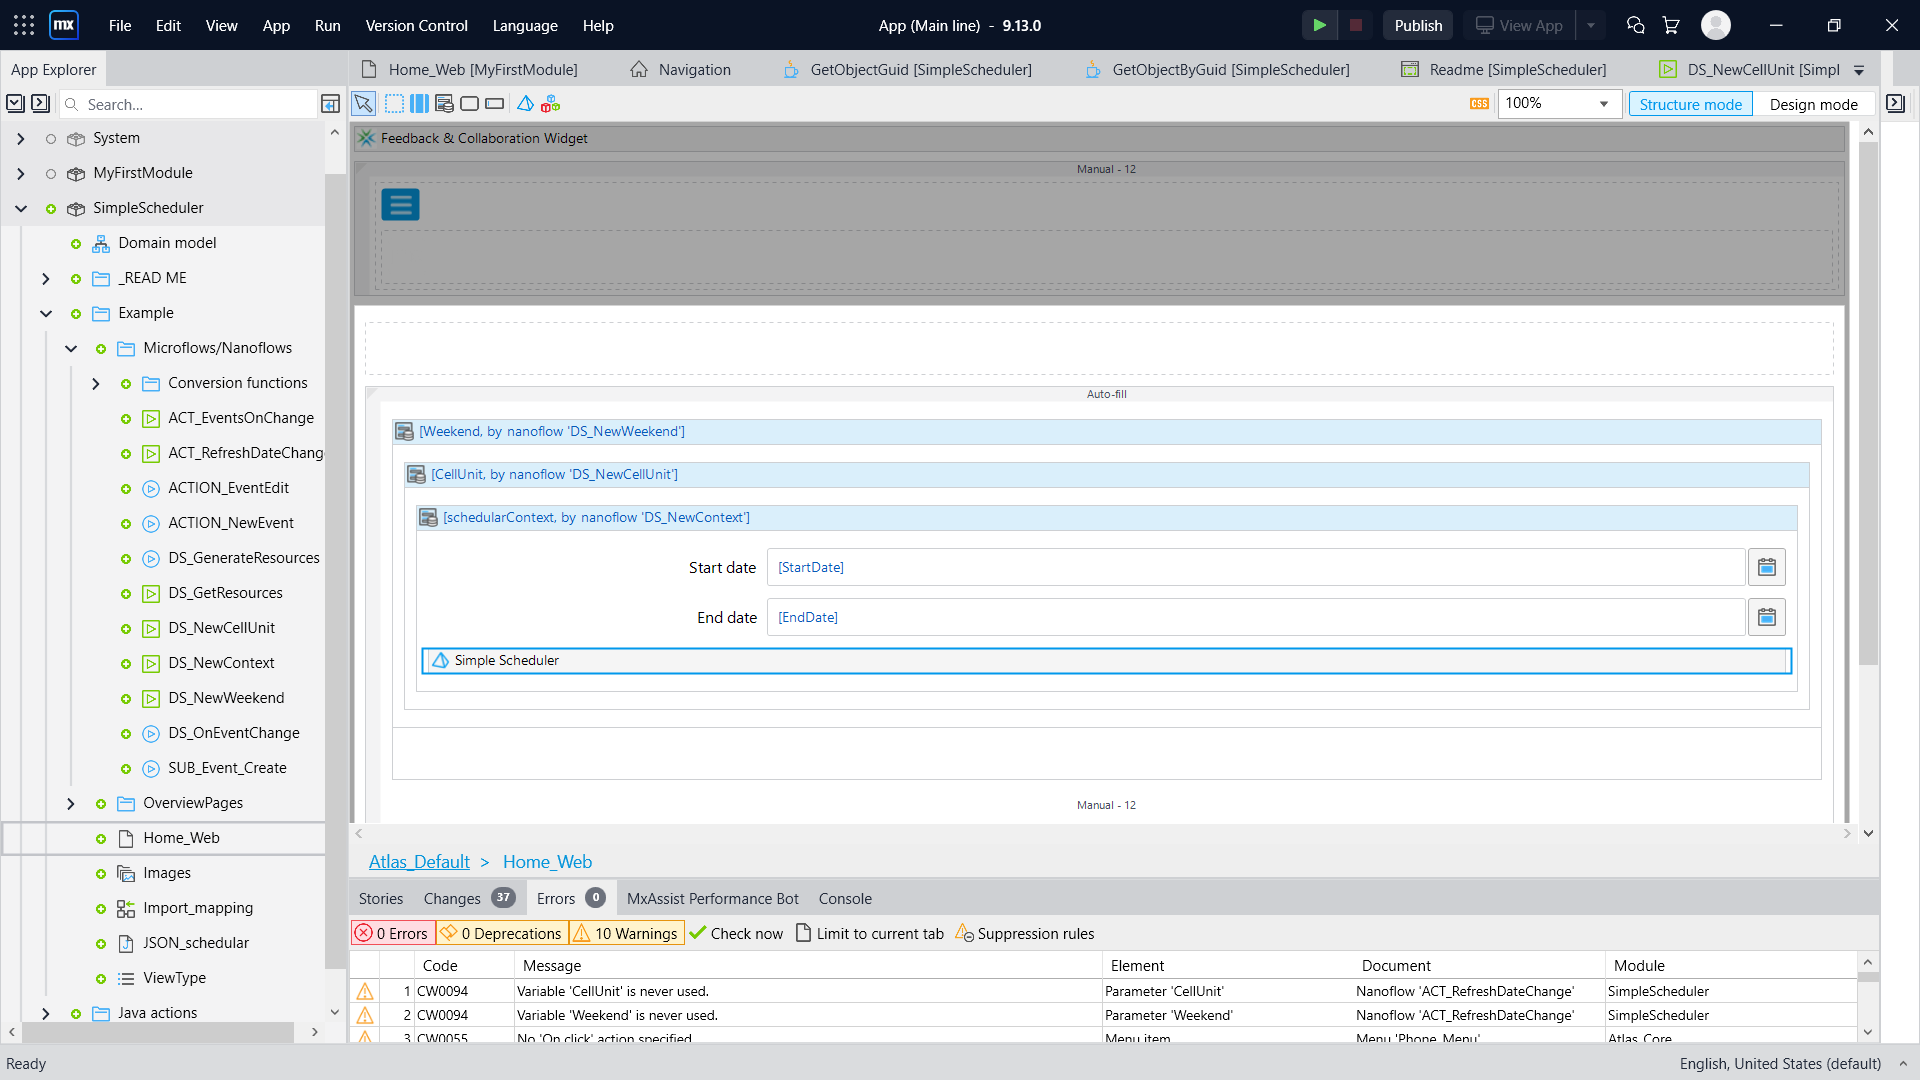 mx File Edit View App Run Version Control Language Help App (Main line) - 9.13.0 Publish View App
App Explorer Home_Web [MyFirstModule] Navigation GetObjectGuid [SimpleScheduler] GetObjectByGuid [SimpleScheduler] Readme [SimpleScheduler] DS_NewCellUnit [Simpl
Search... CSS 100% Structure mode Design mode
System
MyFirstModule
SimpleScheduler
Domain model
_READ ME
Example
Microflows/Nanoflows
Conversion functions
ACT_EventsOnChange
ACT_RefreshDateChang
ACTION_EventEdit
ACTION_NewEvent
DS_GenerateResources
DS_GetResources
DS_NewCellUnit
DS_NewContext
DS_NewWeekend
DS_OnEventChange
SUB_Event_Create
OverviewPages
Home_Web
Images
Import_mapping
JSON_schedular
ViewType
Java actions
Feedback & Collaboration Widget
Manual - 12
Auto-fill
[Weekend, by nanoflow 'DS_NewWeekend']
[CellUnit, by nanoflow 'DS_NewCellUnit']
[schedularContext, by nanoflow 'DS_NewContext']
Start date [StartDate]
End date [EndDate]
Simple Scheduler
Manual - 12
Atlas_Default > Home_Web
Stories Changes 37 Errors 0 MxAssist Performance Bot Console
0 Errors 0 Deprecations 10 Warnings Check now Limit to current tab Suppression rules
Code Message Element Document Module
1 CW0094 Variable 'CellUnit' is never used. Parameter 'CellUnit' Nanoflow 'ACT_RefreshDateChange' SimpleScheduler
2 CW0094 Variable 'Weekend' is never used. Parameter 'Weekend' Nanoflow 'ACT_RefreshDateChange' SimpleScheduler
3 CW0055 No 'On click' action specified Menu item Menu 'Phone_Menu' Atlas_Core
Ready English, United States (default)